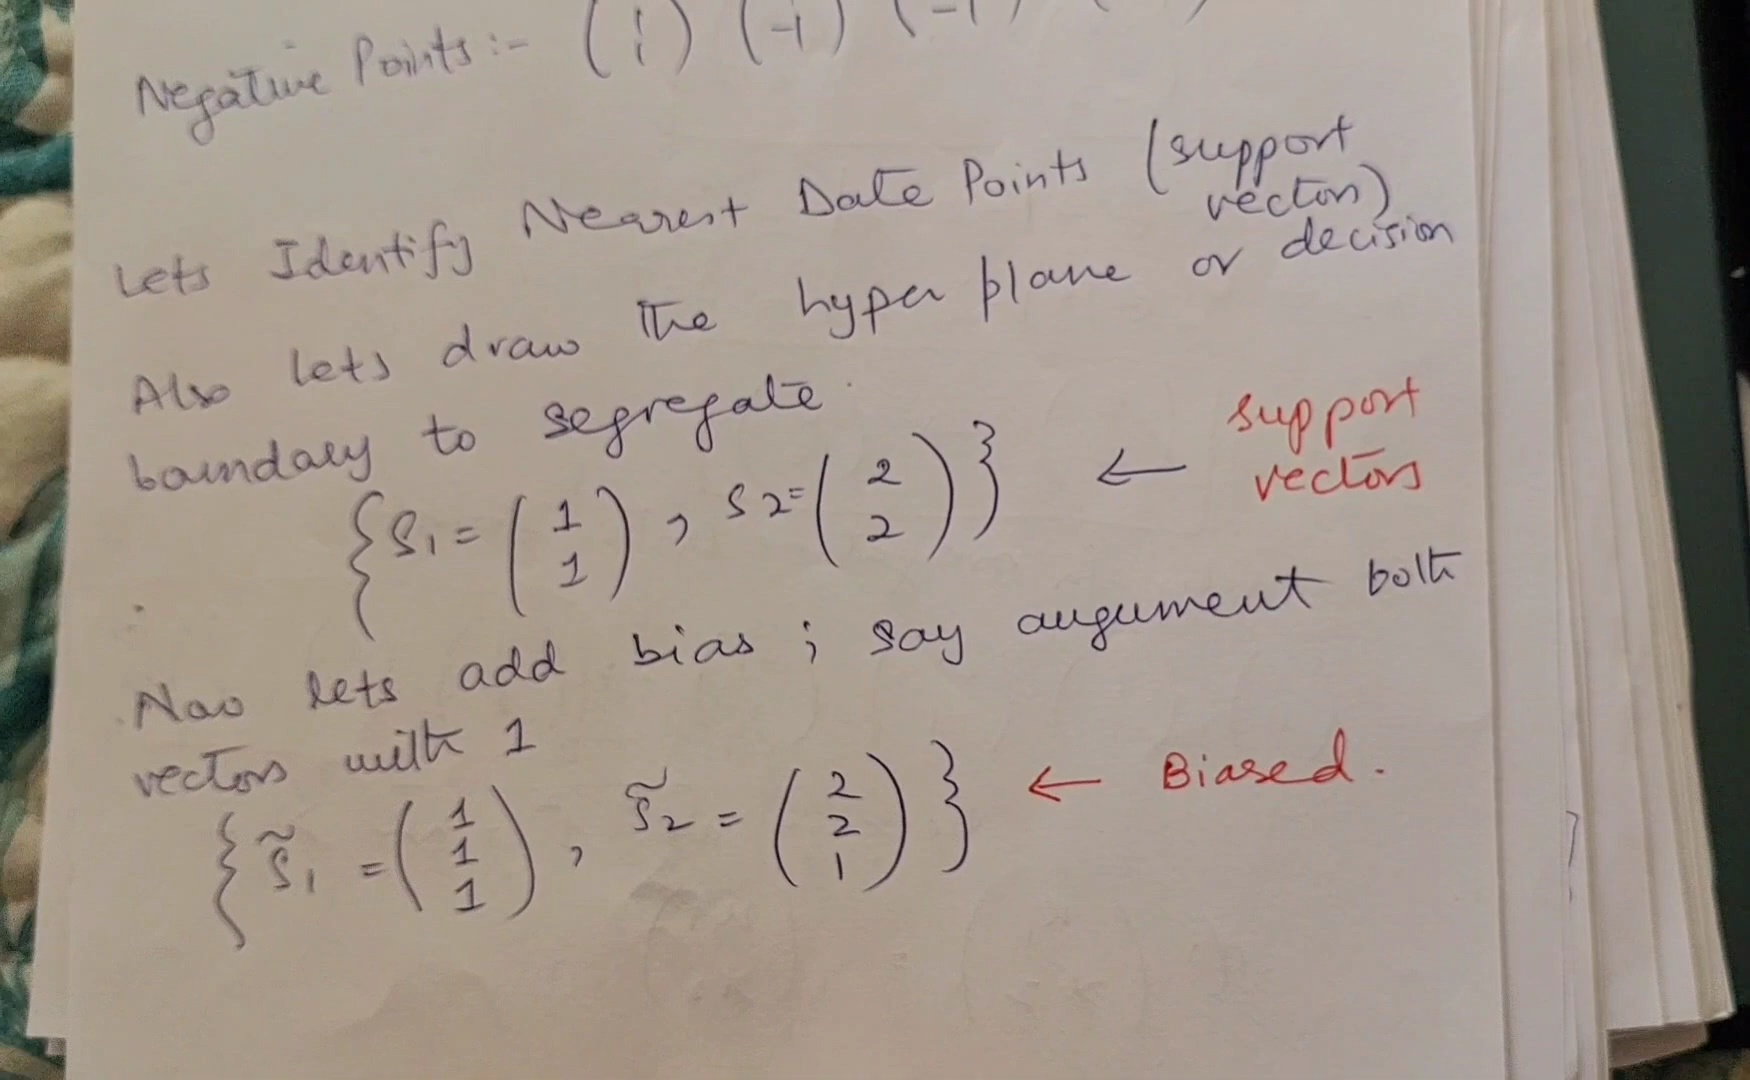 Negative Points :- (1 1) (-1
Lets Identify Nearest Date Points (support vectors)
Also lets draw the hyper plane or decision
boundary to segregate.
{S1 = (1 1), S2 = (2 2)} ← support vectors
Now lets add bias ; say augument both
vectors with 1
{S̃1 = (1 1 1), S̃2 = (2 2 1)} ← Biased.